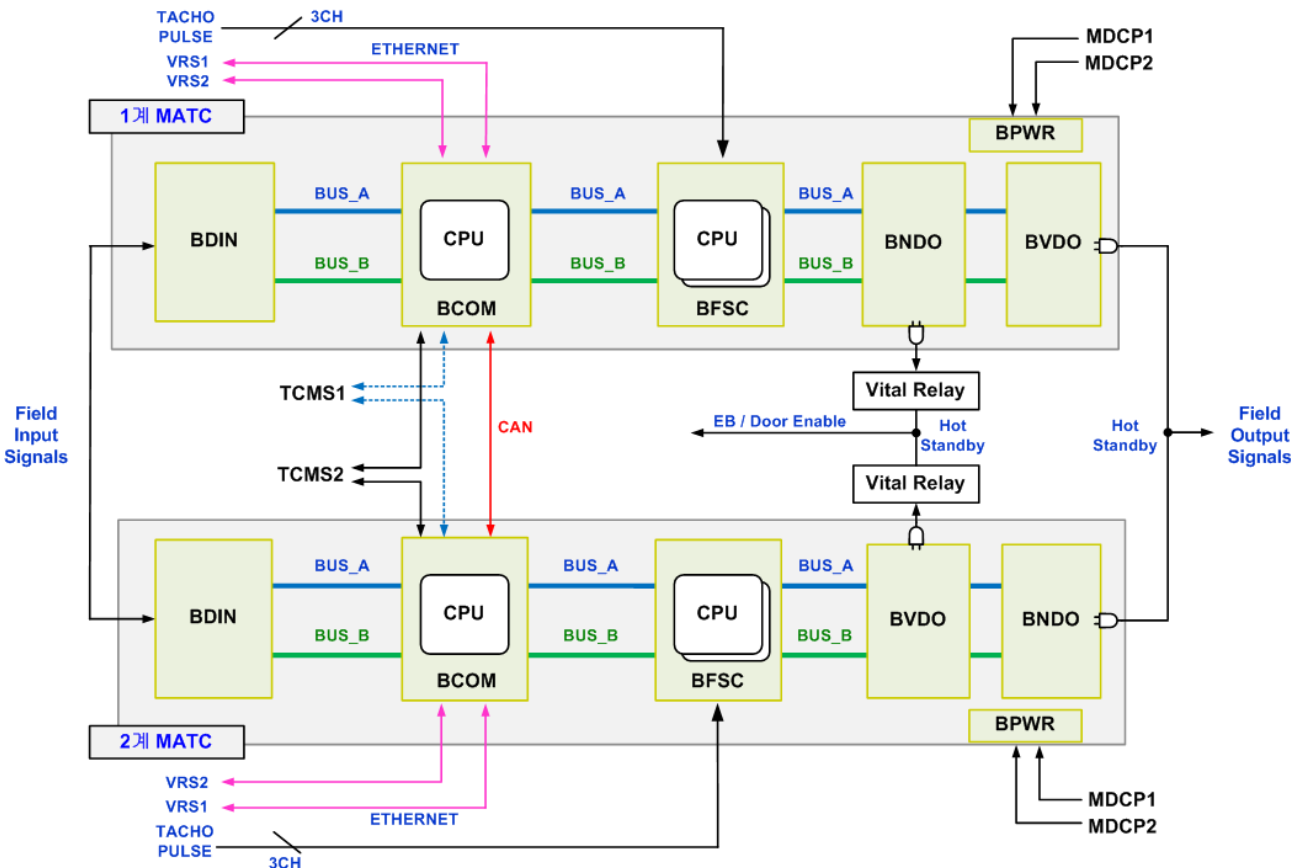 TACHO
PULSE
3CH
ETHERNET
VRS1
VRS2
MDCP1
MDCP2
1계 MATC
BPWR
BDIN
BUS_A
BUS_B
CPU
BCOM
BUS_A
BUS_B
CPU
BFSC
BUS_A
BUS_B
BNDO
BVDO
TCMS1
TCMS2
CAN
Vital Relay
EB / Door Enable
Hot
Standby
Vital Relay
Hot
Standby
Field
Input
Signals
Field
Output
Signals
BDIN
BUS_A
BUS_B
CPU
BCOM
BUS_A
BUS_B
CPU
BFSC
BUS_A
BUS_B
BVDO
BNDO
BPWR
2계 MATC
VRS2
VRS1
ETHERNET
TACHO
PULSE
3CH
MDCP1
MDCP2